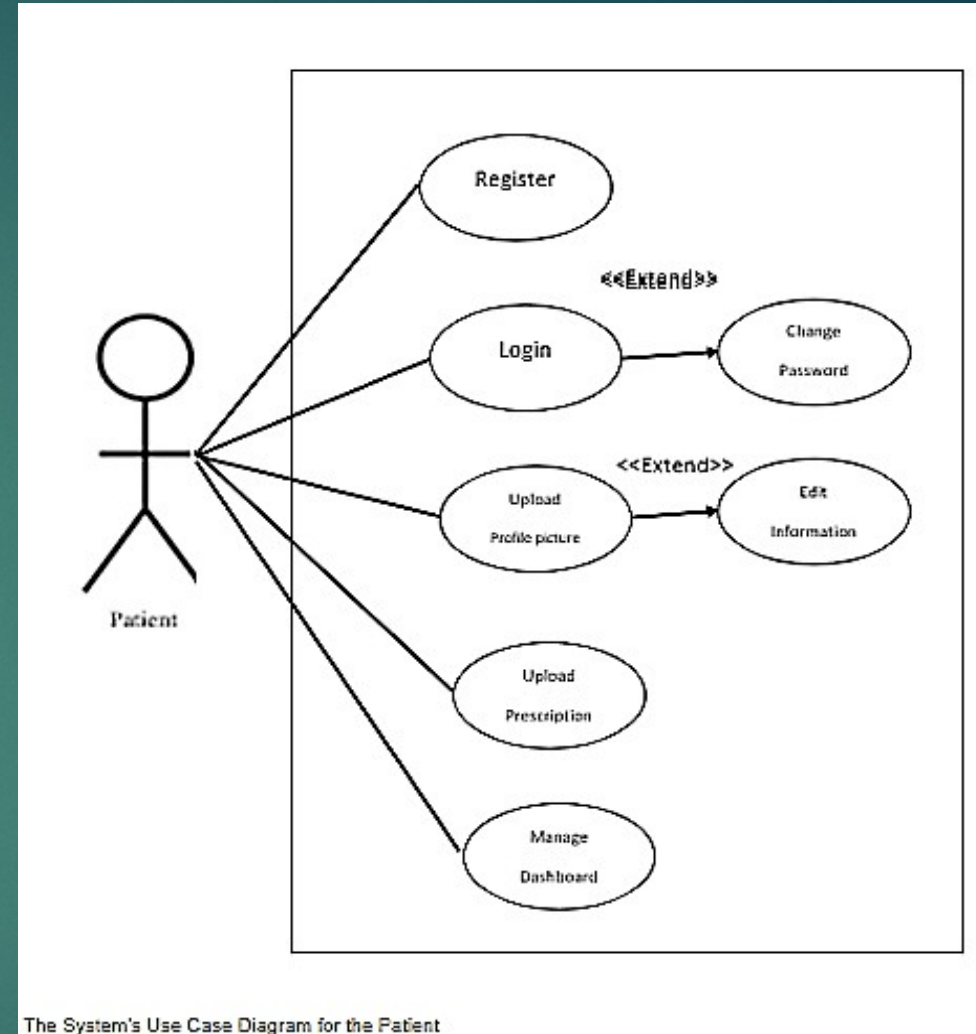 Register
<<Extend>>
Login
Change
Password
<<Extend>>
Upload
Profile picture
Edit
Information
Patient
Upload
Prescription
Manage
Dashboard
The System's Use Case Diagram for the Patient